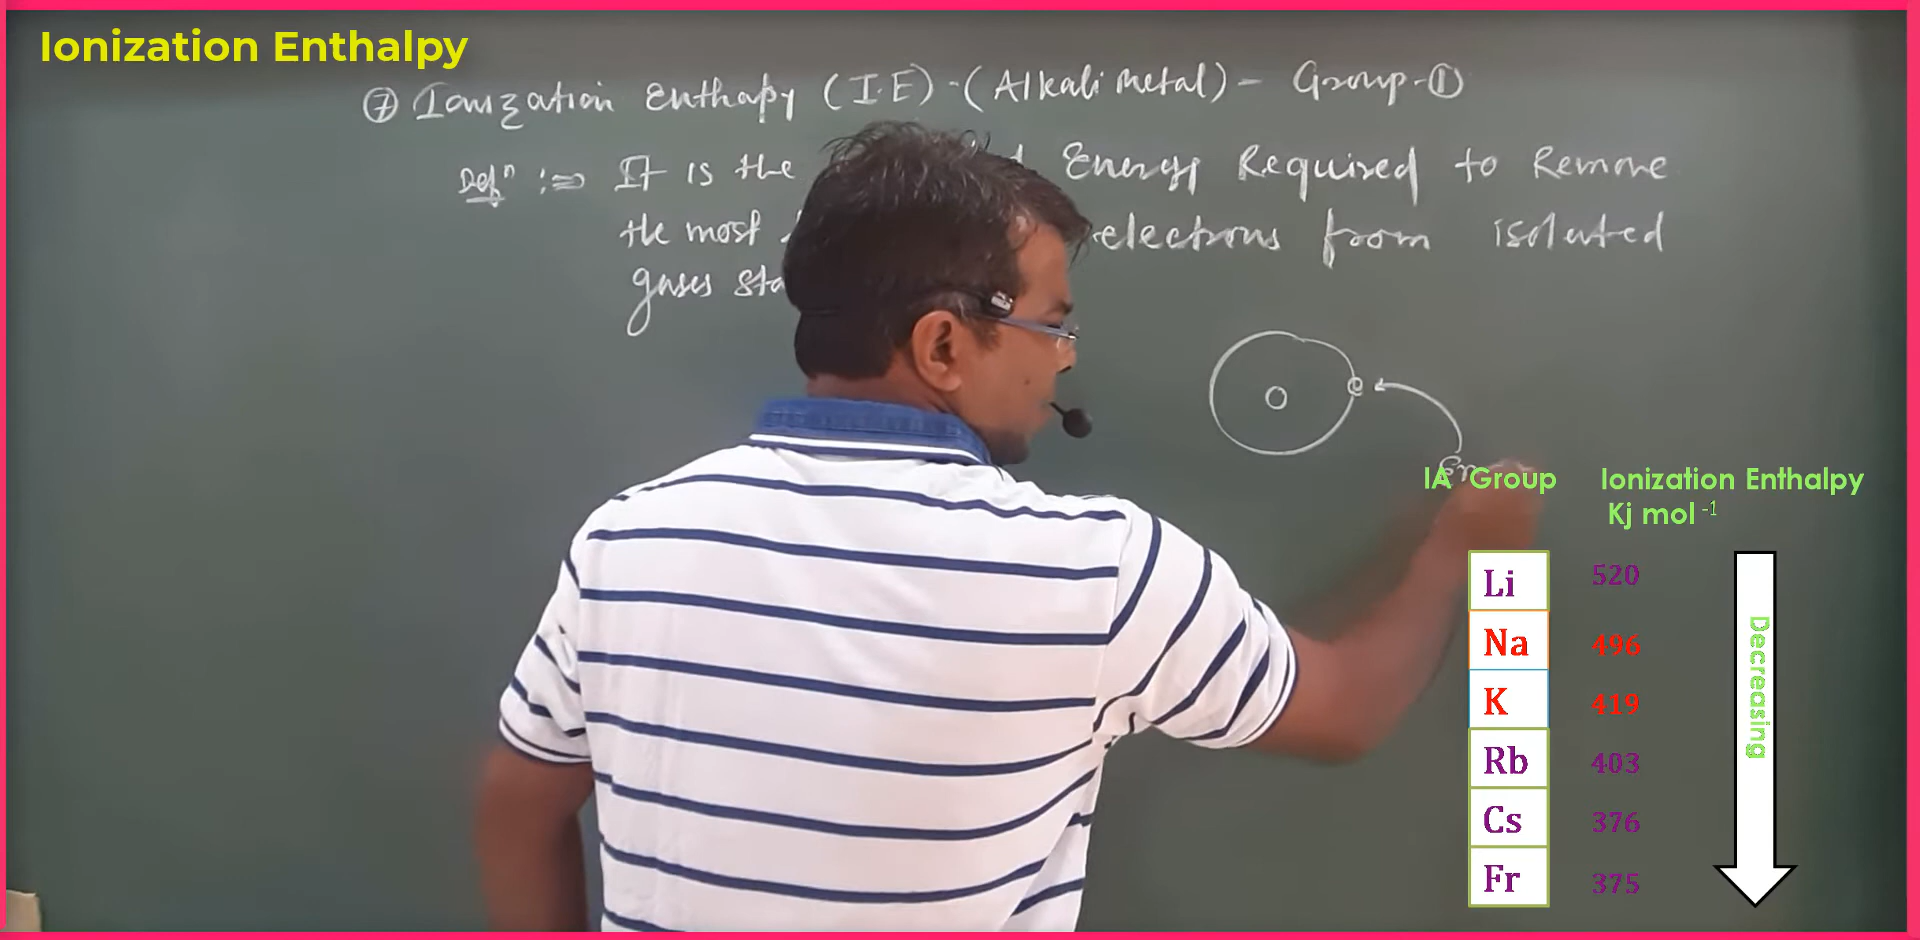 Ionization Enthalpy
⑦ Ionization Enthapy (I.E) - (Alkali Metal) - Group-①
Defⁿ :⇒ It is the Energy Required to Remove
the most electrons from isolated
gases
IA Group Ionization Enthalpy
Kj mol -1
Li 520
Na 496
K 419
Rb 403
Cs 376
Fr 375
Decreasing